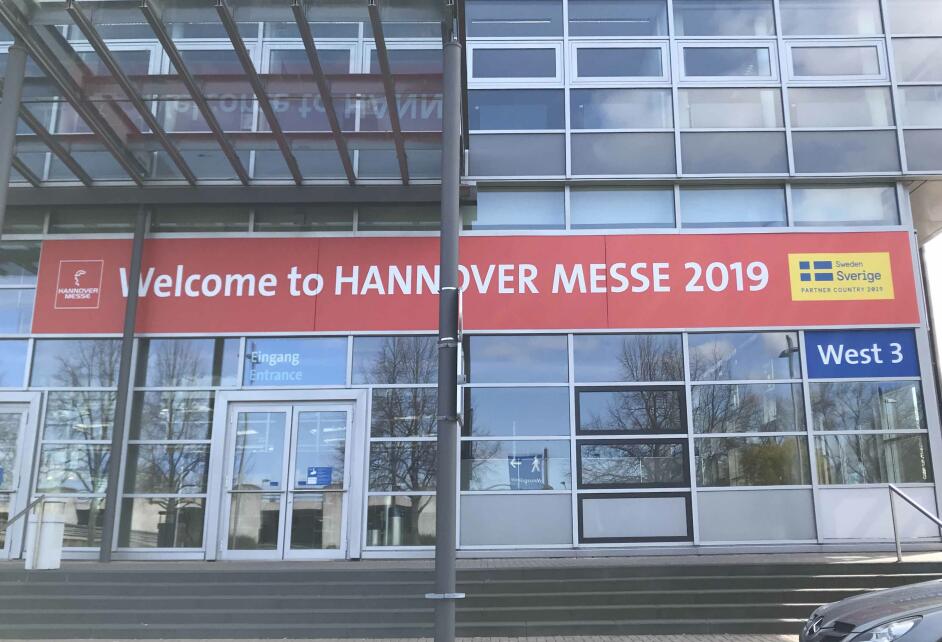 HANNOVER
MESSE
Welcome to HANNOVER MESSE 2019
Sweden
Sverige
PARTNER COUNTRY 2019
West 3
Eingang
Entrance